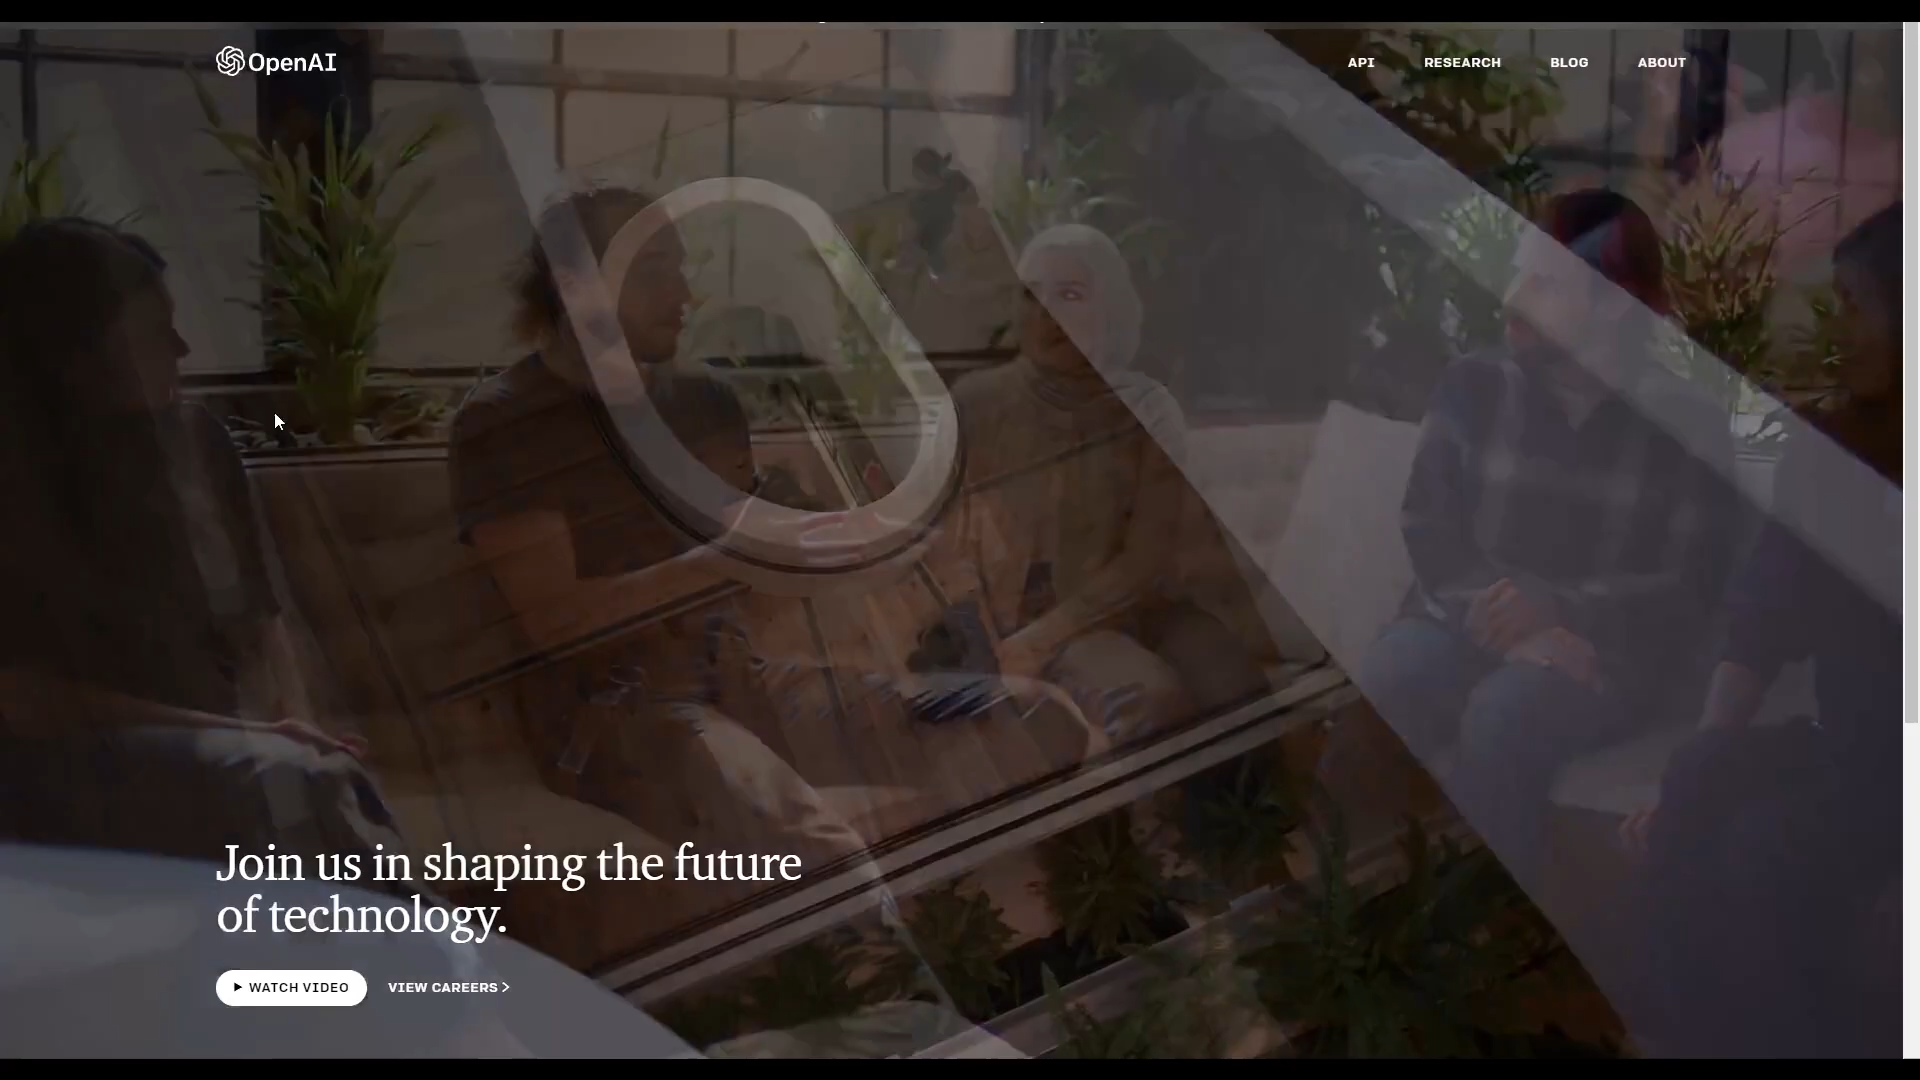 OpenAI
API RESEARCH BLOG ABOUT
Join us in shaping the future
of technology.
WATCH VIDEO VIEW CAREERS >